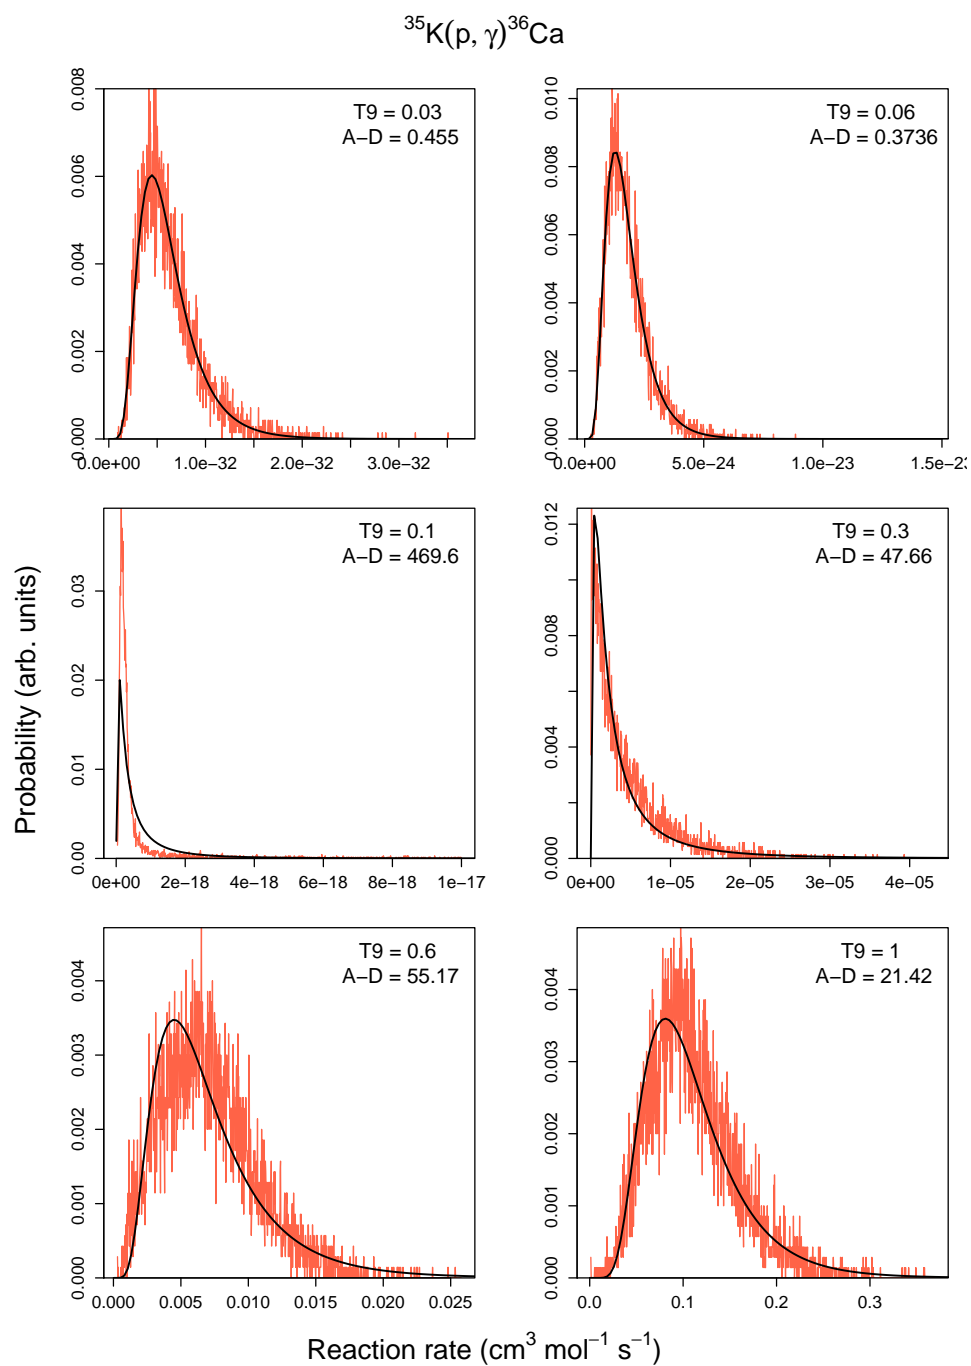 ³⁵K(p, γ)³⁶Ca
T9 = 0.03
A−D = 0.455
0.000 0.002 0.004 0.006 0.008
0.0e+00 1.0e−32 2.0e−32 3.0e−32
T9 = 0.06
A−D = 0.3736
0.000 0.002 0.004 0.006 0.008 0.010
0.0e+00 5.0e−24 1.0e−23 1.5e−23
Probability (arb. units)
T9 = 0.1
A−D = 469.6
0.00 0.01 0.02 0.03
0e+00 2e−18 4e−18 6e−18 8e−18 1e−17
T9 = 0.3
A−D = 47.66
0.000 0.004 0.008 0.012
0e+00 1e−05 2e−05 3e−05 4e−05
T9 = 0.6
A−D = 55.17
0.000 0.001 0.002 0.003 0.004
0.000 0.005 0.010 0.015 0.020 0.025
T9 = 1
A−D = 21.42
0.000 0.001 0.002 0.003 0.004
0.0 0.1 0.2 0.3
Reaction rate (cm³ mol⁻¹ s⁻¹)